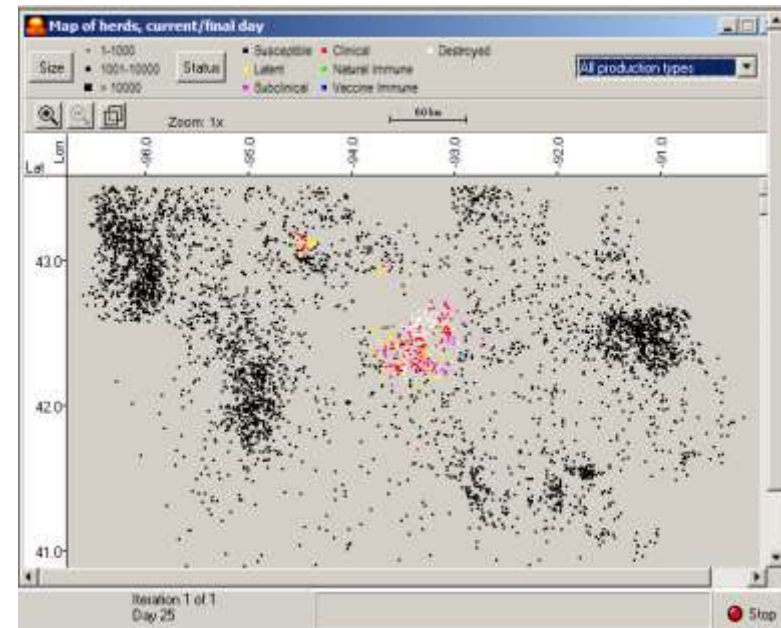 Map of herds, current/final day
Size
1-1000
1001-10000
> 10000
Status
Susceptible
Latent
Subclinical
Clinical
Natural Immune
Vaccine Immune
Destroyed
All production types
Zoom: 1x
60 km
Lat
Lon
-96.0
-95.0
-94.0
-93.0
-92.0
-91.0
43.0
42.0
41.0
Iteration 1 of 1
Day 25
Stop